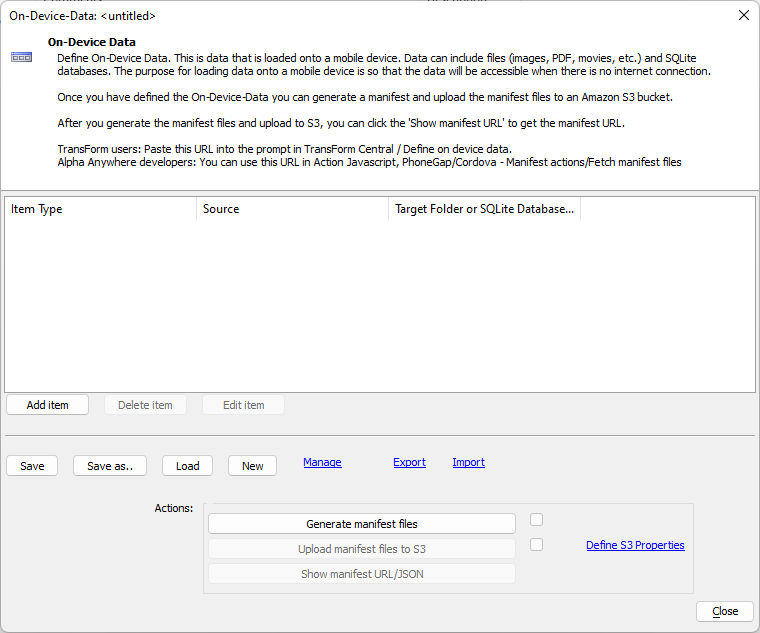 On-Device-Data: <untitled>
On-Device Data
Define On-Device Data. This is data that is loaded onto a mobile device. Data can include files (images, PDF, movies, etc.) and SQLite
databases. The purpose for loading data onto a mobile device is so that the data will be accessible when there is no internet connection.
Once you have defined the On-Device-Data you can generate a manifest and upload the manifest files to an Amazon S3 bucket.
After you generate the manifest files and upload to S3, you can click the 'Show manifest URL' to get the manifest URL.
TransForm users: Paste this URL into the prompt in TransForm Central / Define on device data.
Alpha Anywhere developers: You can use this URL in Action Javascript, PhoneGap/Cordova - Manifest actions/Fetch manifest files
Item Type Source Target Folder or SQLite Database...
Add item Delete item Edit item
Save Save as.. Load New Manage Export Import
Actions:
Generate manifest files
Upload manifest files to S3 Define S3 Properties
Show manifest URL/JSON
Close